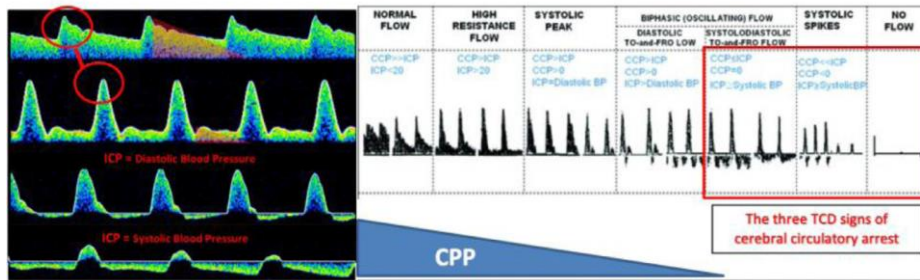 ICP = Diastolic Blood Pressure
ICP = Systolic Blood Pressure
NORMAL
FLOW
HIGH
RESISTANCE
FLOW
SYSTOLIC
PEAK
BIPHASIC (OSCILLATING) FLOW
DIASTOLIC
TO-and-FRO LOW
SYSTOLODIASTOLIC
TO-and-FRO FLOW
SYSTOLIC
SPIKES
NO
FLOW
CCP>>ICP
ICP<20
CCP>ICP
ICP>20
CCP>ICP
CCP>0
ICP=Diastolic BP
CCP>ICP
CCP>0
ICP>Diastolic BP
CCP≤ICP
CCP=0
ICP≥Systolic BP
CCP<<ICP
CCP<0
ICP≥SystolicBP
CPP
The three TCD signs of
cerebral circulatory arrest